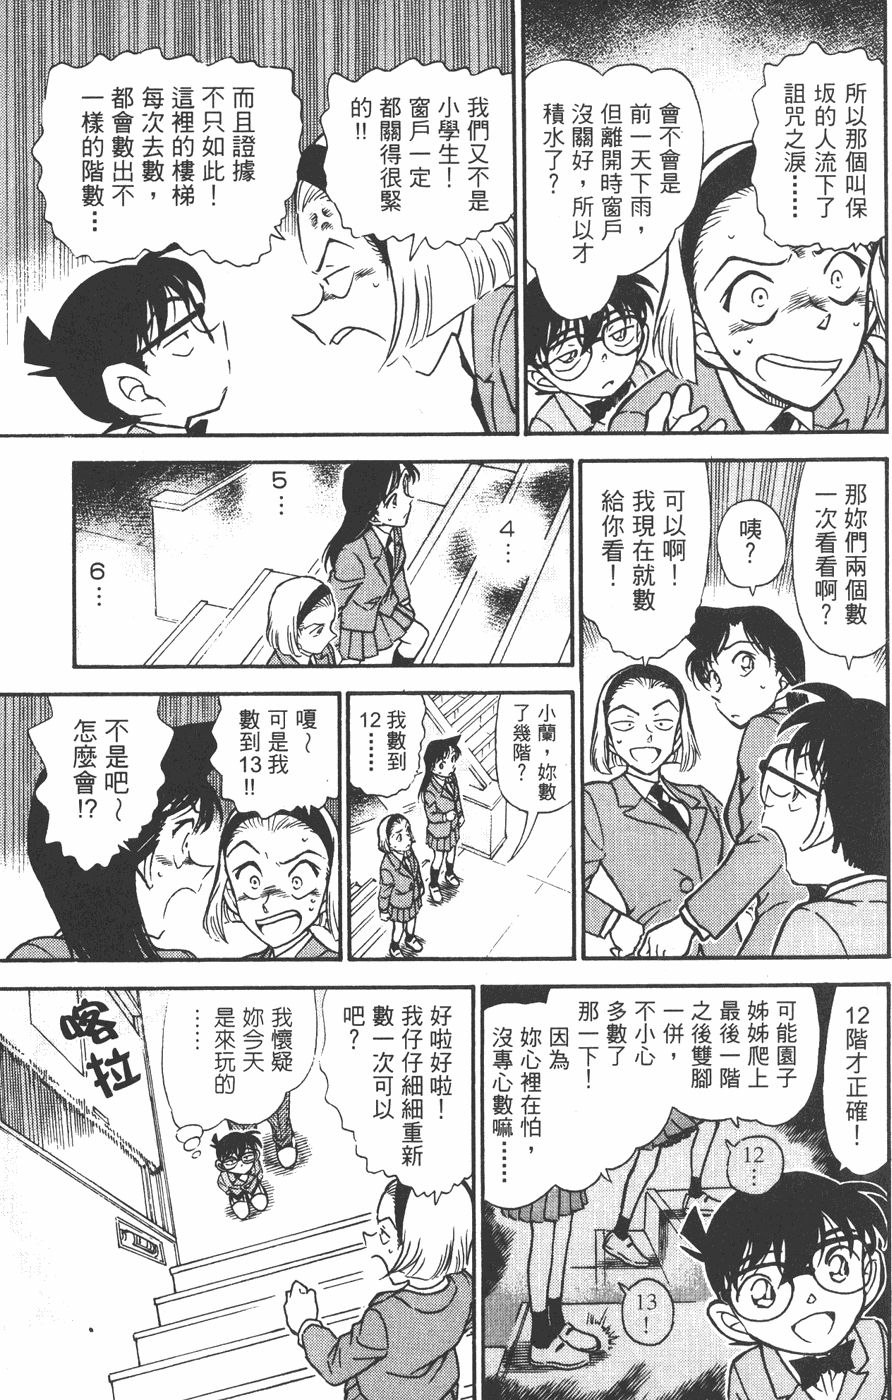 所以那個叫保
坂的人流下了
詛咒之淚……
會不會是
前一天下雨，
但離開時窗戶
沒關好，所以才
積水了？
我們又不是
小學生！
窗戶一定
都關得很緊
的！！
而且證據
不只如此！
這裡的樓梯
每次去數，
都會數出不
一樣的階數…
那妳們兩個數
一次看看啊？
咦？
可以啊！
我現在就數
給你看！
4…
5…
6…
小蘭，妳數
了幾階？
我數到
12……
嗄～
可是我
數到13！！
不是吧～
怎麼會！？
12階才正確！
可能園子
姊姊爬上
最後一階
之後雙腳
一併，
不小心
多數了
那一下！
因為
妳心裡在怕，
沒專心數嘛……
12…
13！
好啦好啦！
我仔仔細細重新
數一次可以
吧？
我懷疑
妳今天
是來玩的
……
喀拉